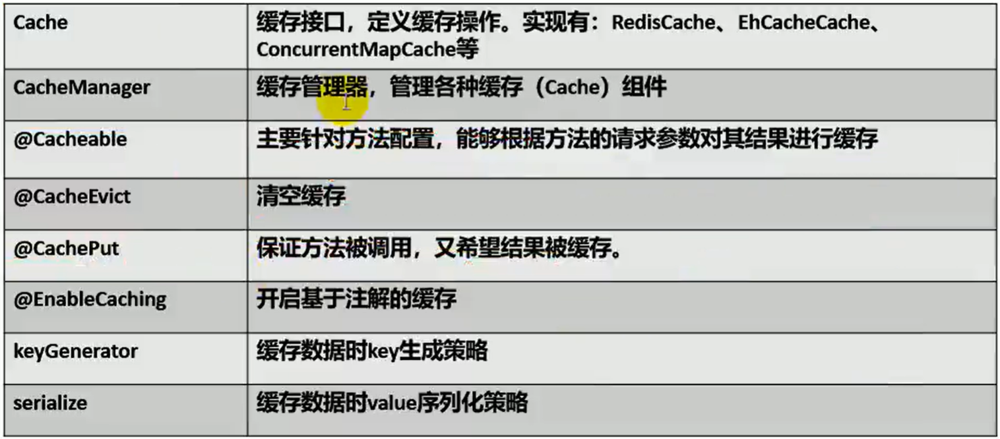 Cache
缓存接口，定义缓存操作。实现有：RedisCache、EhCacheCache、
ConcurrentMapCache等
CacheManager
缓存管理器，管理各种缓存（Cache）组件
@Cacheable
主要针对方法配置，能够根据方法的请求参数对其结果进行缓存
@CacheEvict
清空缓存
@CachePut
保证方法被调用，又希望结果被缓存。
@EnableCaching
开启基于注解的缓存
keyGenerator
缓存数据时key生成策略
serialize
缓存数据时value序列化策略